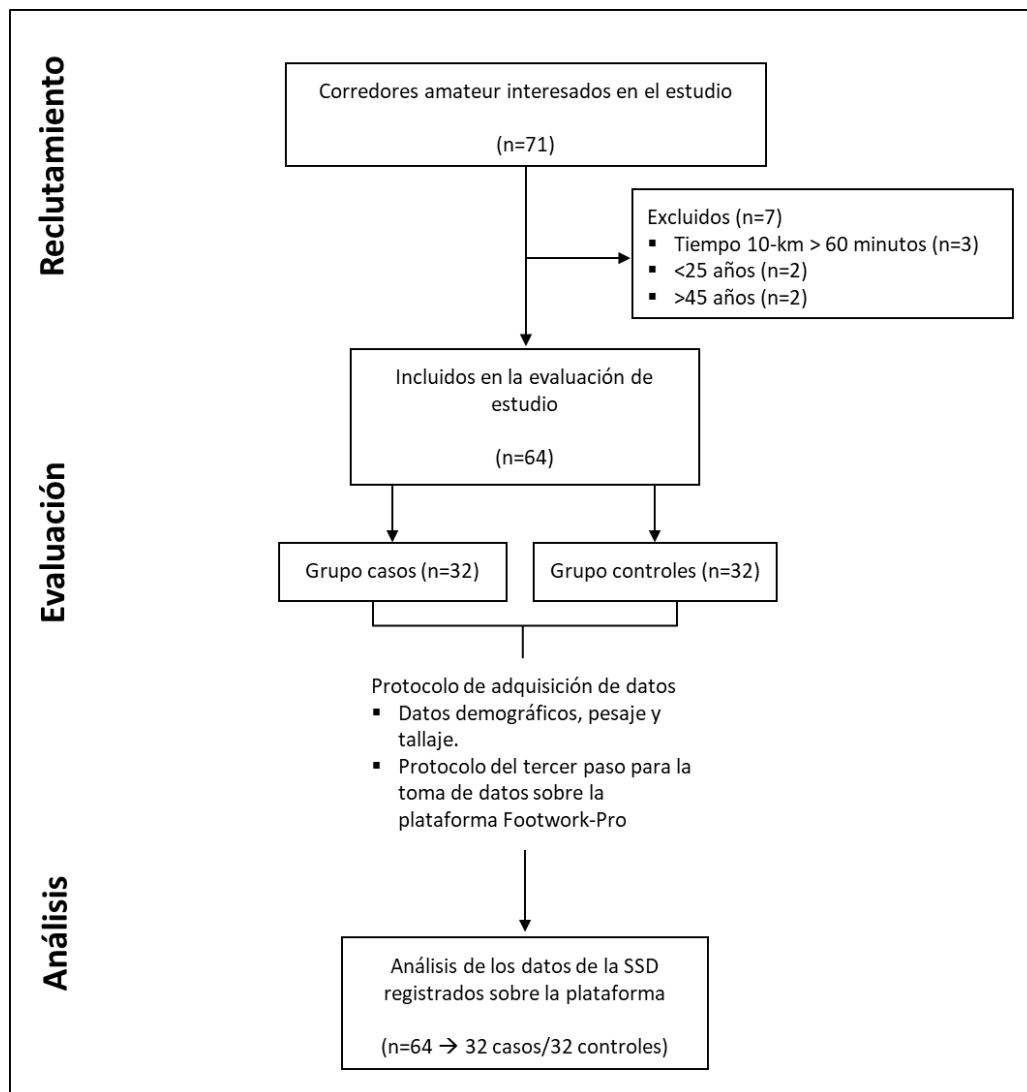 Reclutamiento
Corredores amateur interesados en el estudio
(n=71)
Excluidos (n=7)
▪ Tiempo 10-km > 60 minutos (n=3)
▪ <25 años (n=2)
▪ >45 años (n=2)
Incluidos en la evaluación de
estudio
(n=64)
Evaluación
Grupo casos (n=32)
Grupo controles (n=32)
Protocolo de adquisición de datos
▪ Datos demográficos, pesaje y
tallaje.
▪ Protocolo del tercer paso para la
toma de datos sobre la
plataforma Footwork-Pro
Análisis
Análisis de los datos de la SSD
registrados sobre la plataforma
(n=64 → 32 casos/32 controles)